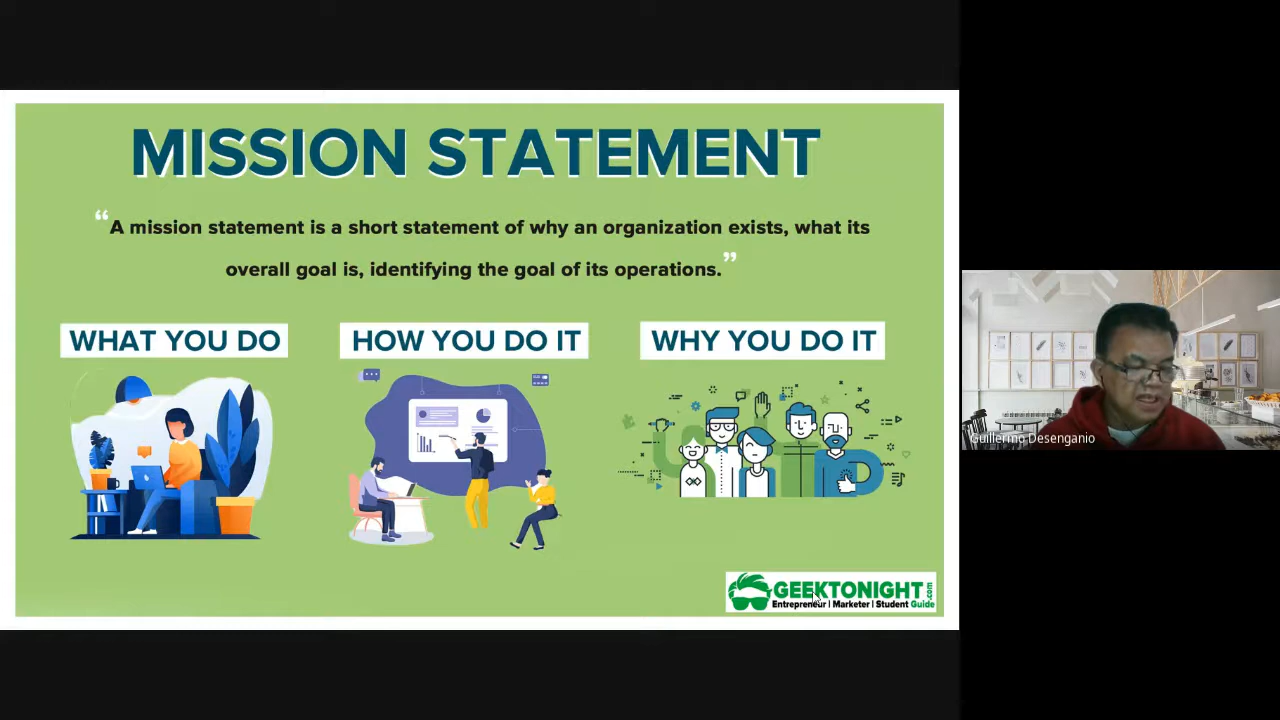 MISSION STATEMENT
“A mission statement is a short statement of why an organization exists, what its
overall goal is, identifying the goal of its operations.”
WHAT YOU DO
HOW YOU DO IT
WHY YOU DO IT
GEEKTONIGHT.com
Entrepreneur | Marketer | Student Guide
Guillermo Desenganio